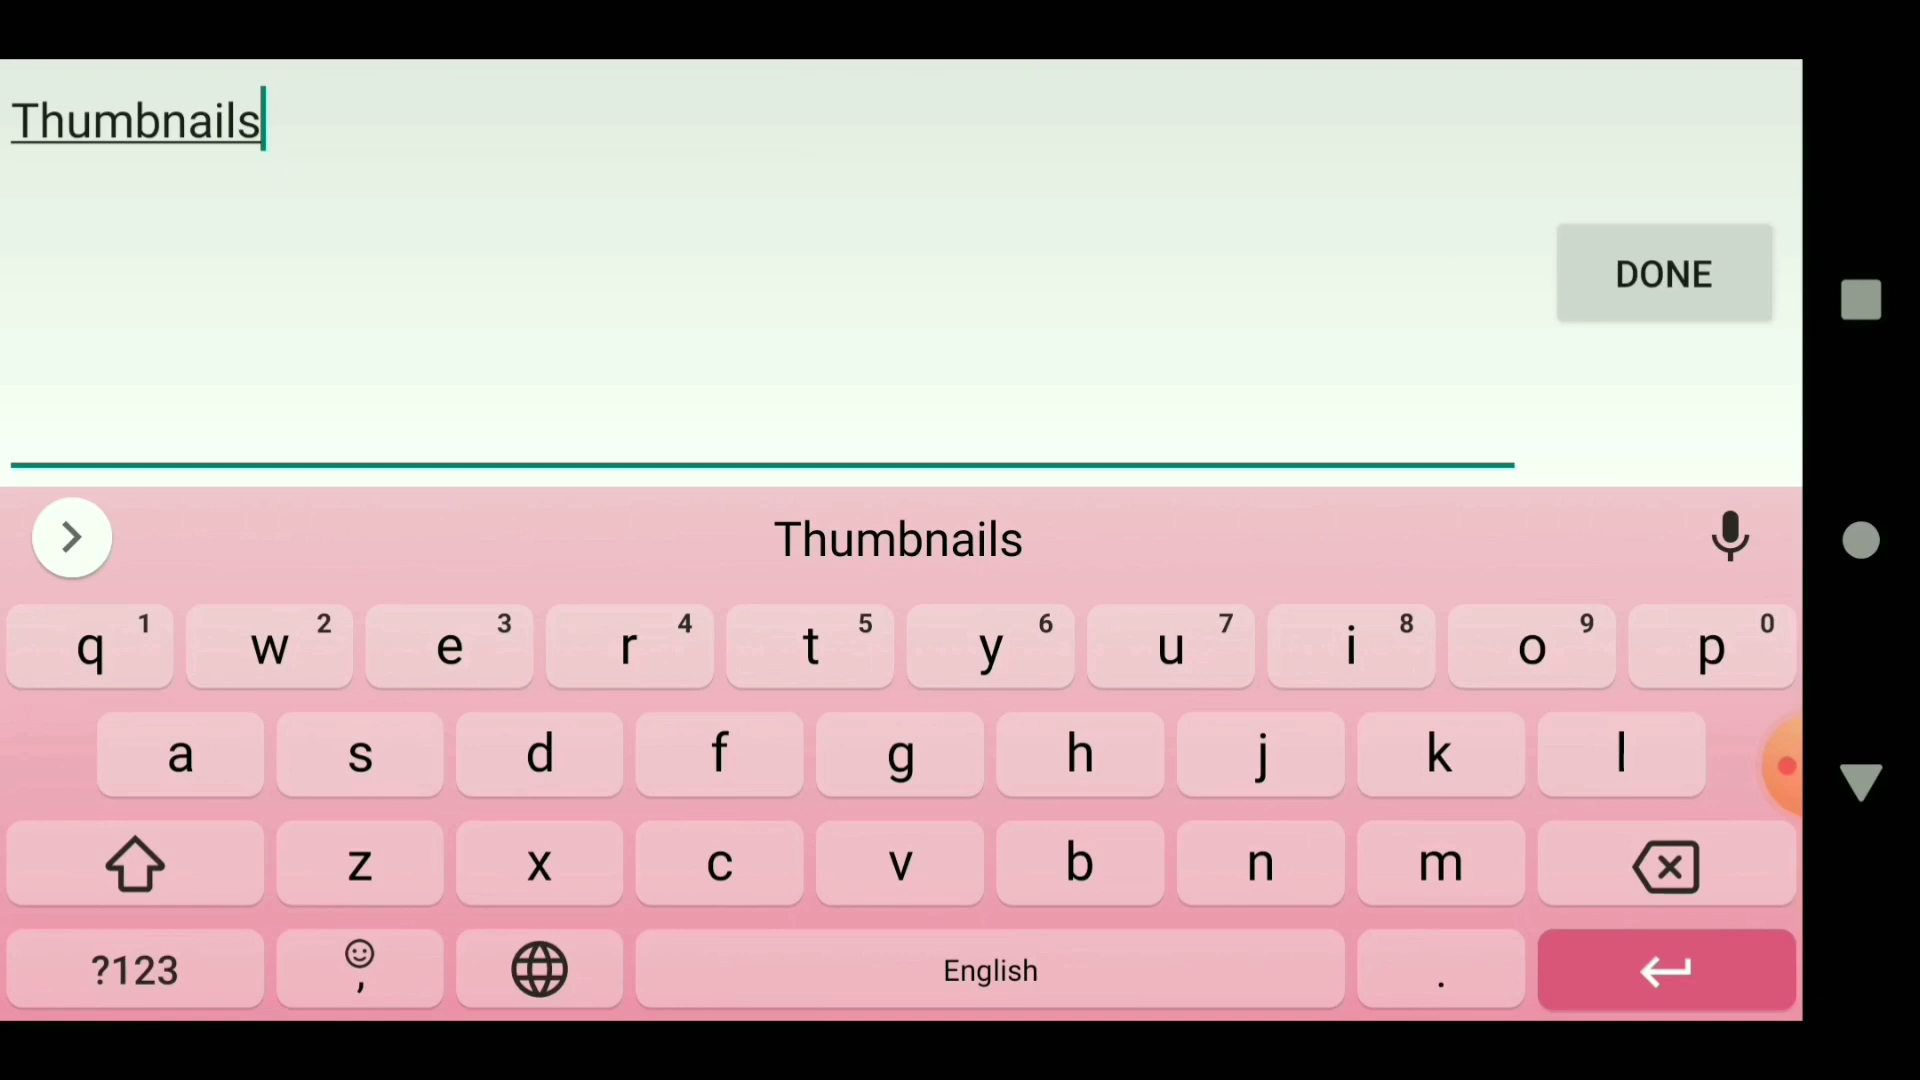 Thumbnails
DONE
Thumbnails
q 1 w 2 e 3 r 4 t 5 y 6 u 7 i 8 o 9 p 0
a s d f g h j k l
z x c v b n m
?123 , English .